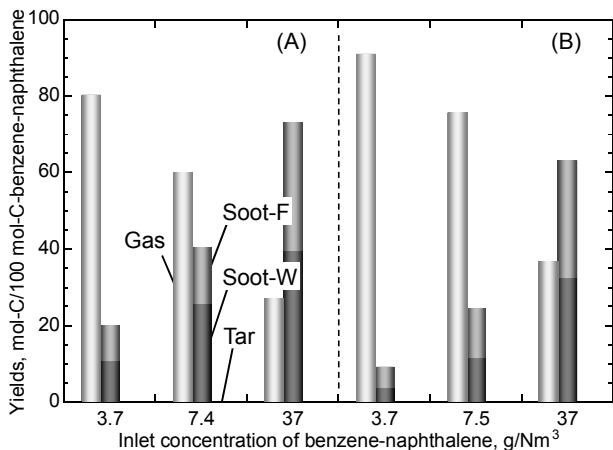 Yields, mol-C/100 mol-C-benzene-naphthalene
100
80
60
40
20
0
(A)
(B)
Soot-F
Gas
Soot-W
Tar
3.7
7.4
37
3.7
7.5
37
Inlet concentration of benzene-naphthalene, g/Nm³